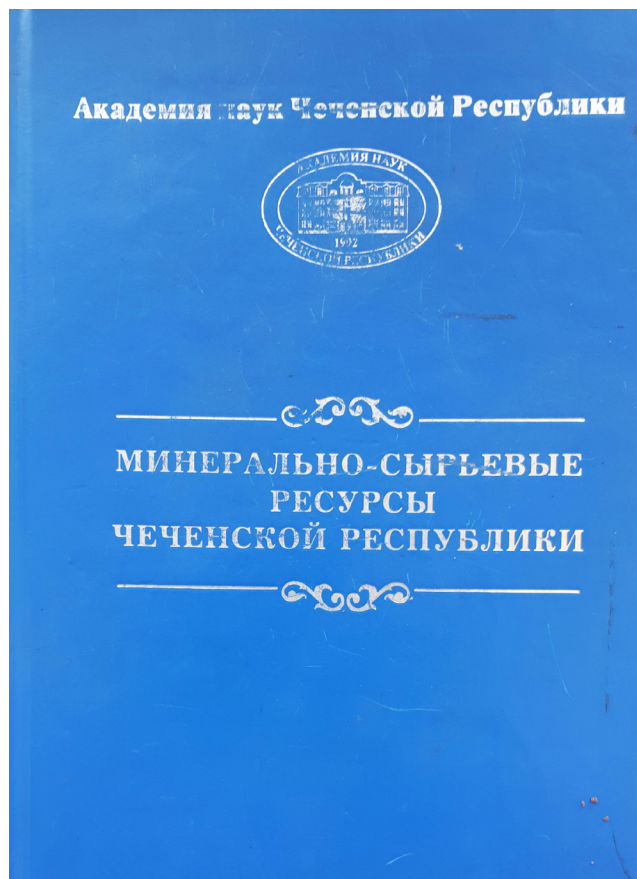 Академия наук Чеченской Республики
АКАДЕМИЯ НАУК
1992
ЧЕЧЕНСКОЙ РЕСПУБЛИКИ
МИНЕРАЛЬНО-СЫРЬЕВЫЕ
РЕСУРСЫ
ЧЕЧЕНСКОЙ РЕСПУБЛИКИ